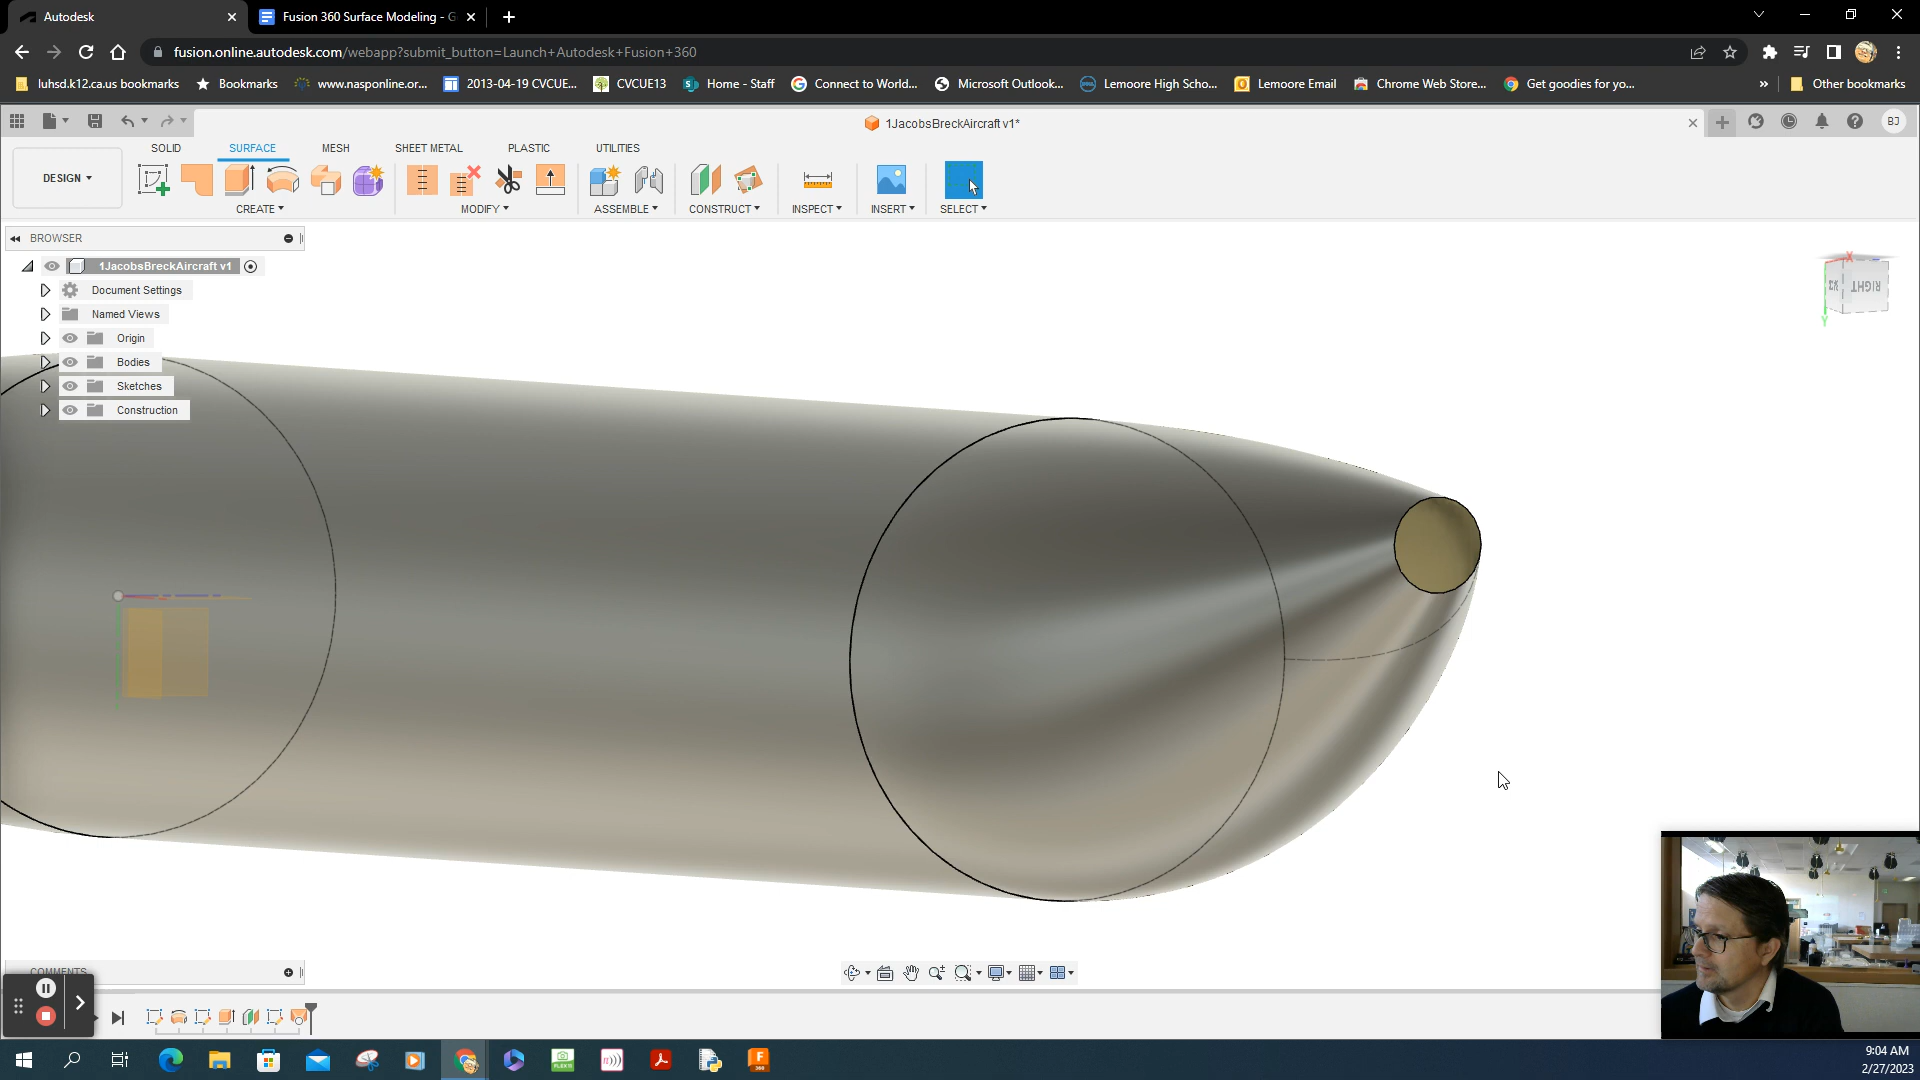 Autodesk
Fusion 360 Surface Modeling - G
fusion.online.autodesk.com/webapp?submit_button=Launch+Autodesk+Fusion+360
luhsd.k12.ca.us bookmarks Bookmarks www.nasponline.or... 2013-04-19 CVCUE... CVCUE13 Home - Staff Connect to World... Microsoft Outlook... Lemoore High Scho... Lemoore Email Chrome Web Store... Get goodies for yo... » Other bookmarks
1JacobsBreckAircraft v1*
BJ
SOLID SURFACE MESH SHEET METAL PLASTIC UTILITIES
DESIGN
CREATE MODIFY ASSEMBLE CONSTRUCT INSPECT INSERT SELECT
BROWSER
1JacobsBreckAircraft v1
Document Settings
Named Views
Origin
Bodies
Sketches
Construction
X
RIGHT
Y
COMMENTS
9:04 AM
2/27/2023